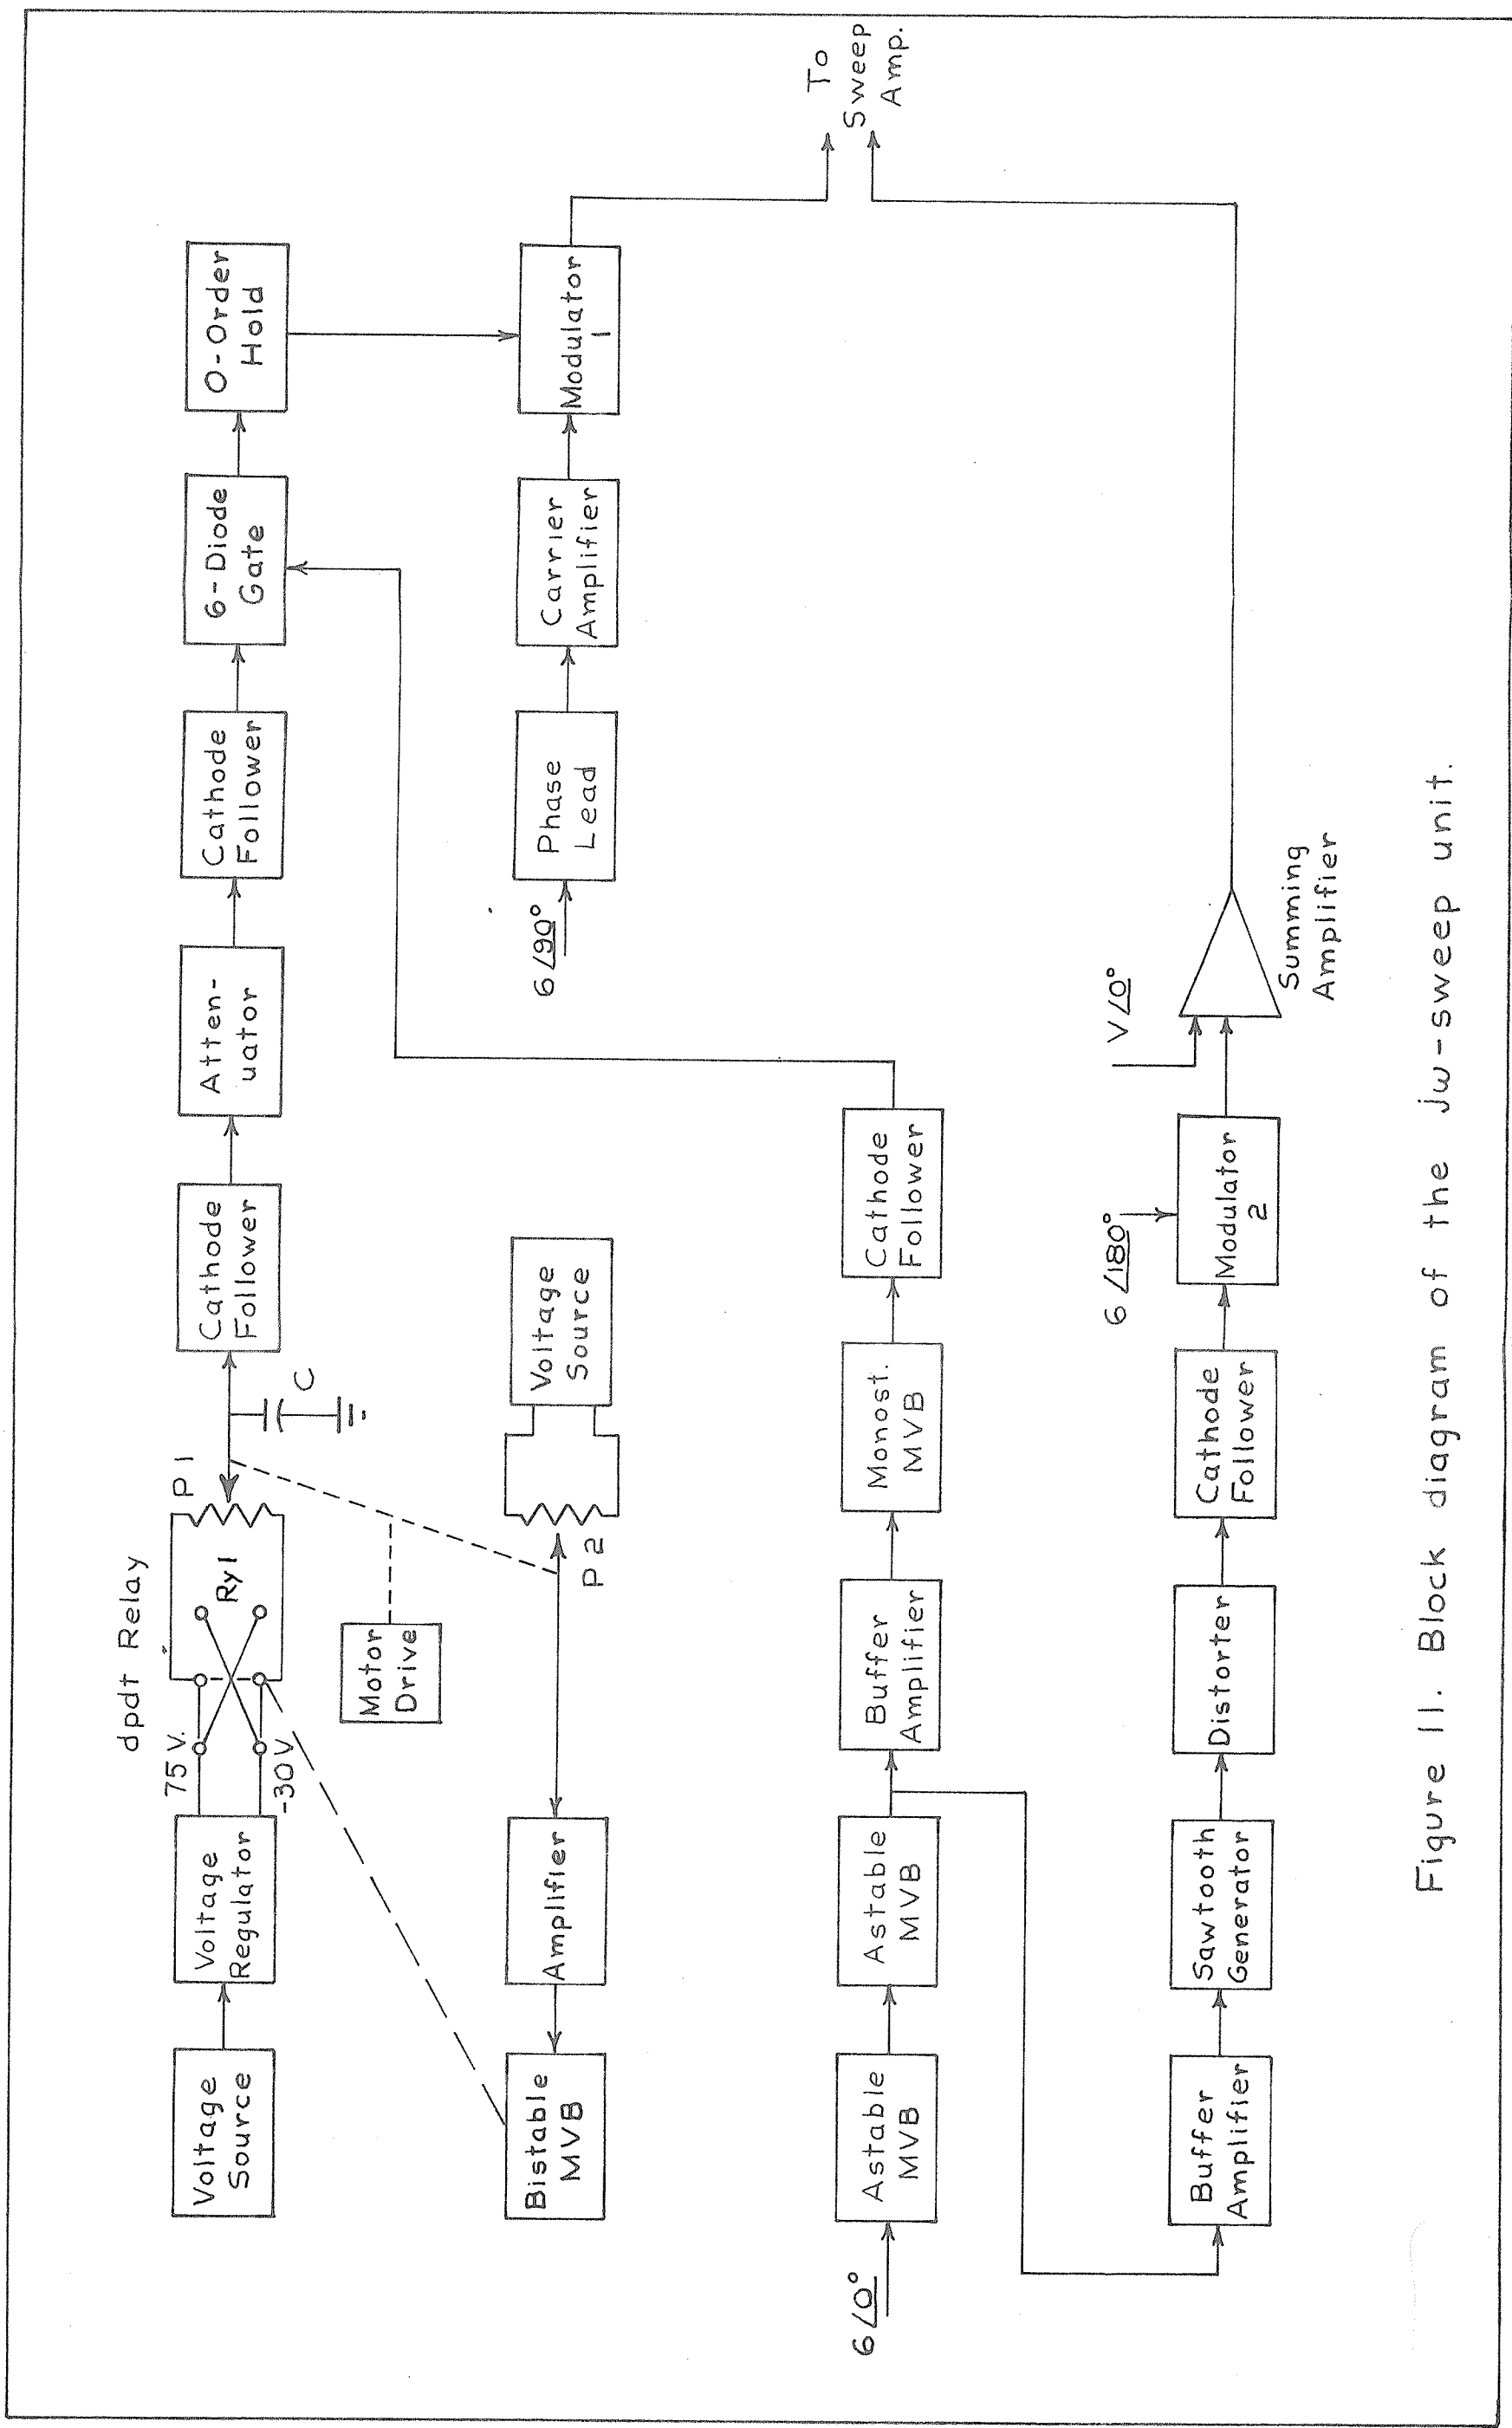 dpdt Relay
Voltage
Source
Voltage
Regulator
75 V.
-30V
Ry1
P 1
C
Cathode
Follower
Atten-
uator
Cathode
Follower
6-Diode
Gate
0-Order
Hold
Motor
Drive
Bistable
MVB
Amplifier
P 2
Voltage
Source
6 /90°
Phase
Lead
Carrier
Amplifier
Modulator
1
To
Sweep
Amp.
6 /0°
Astable
MVB
Astable
MVB
Buffer
Amplifier
Monost.
MVB
Cathode
Follower
Buffer
Amplifier
Sawtooth
Generator
Distorter
Cathode
Follower
6 /180°
Modulator
2
V /0°
Summing
Amplifier
Figure 11. Block diagram of the jw-sweep unit.